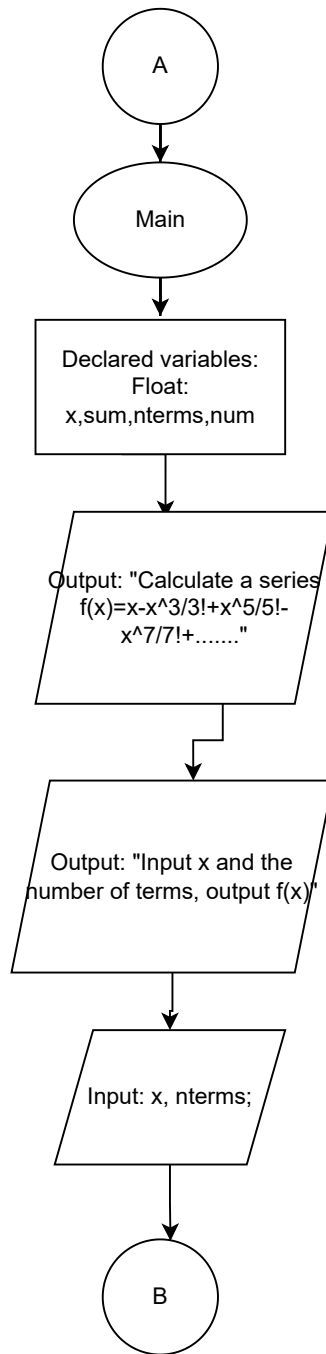 A
Main
Declared variables:
Float:
x,sum,nterms,num
Output: "Calculate a series
f(x)=x-x^3/3!+x^5/5!-
x^7/7!+......."
Output: "Input x and the
number of terms, output f(x)"
Input: x, nterms;
B